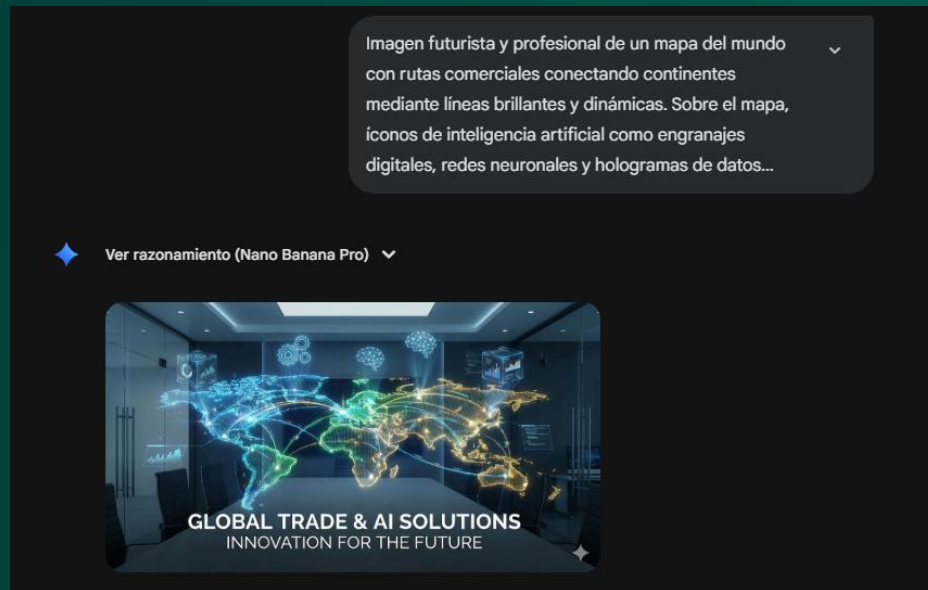 Imagen futurista y profesional de un mapa del mundo
con rutas comerciales conectando continentes
mediante líneas brillantes y dinámicas. Sobre el mapa,
íconos de inteligencia artificial como engranajes
digitales, redes neuronales y hologramas de datos...
Ver razonamiento (Nano Banana Pro)
GLOBAL TRADE & AI SOLUTIONS
INNOVATION FOR THE FUTURE